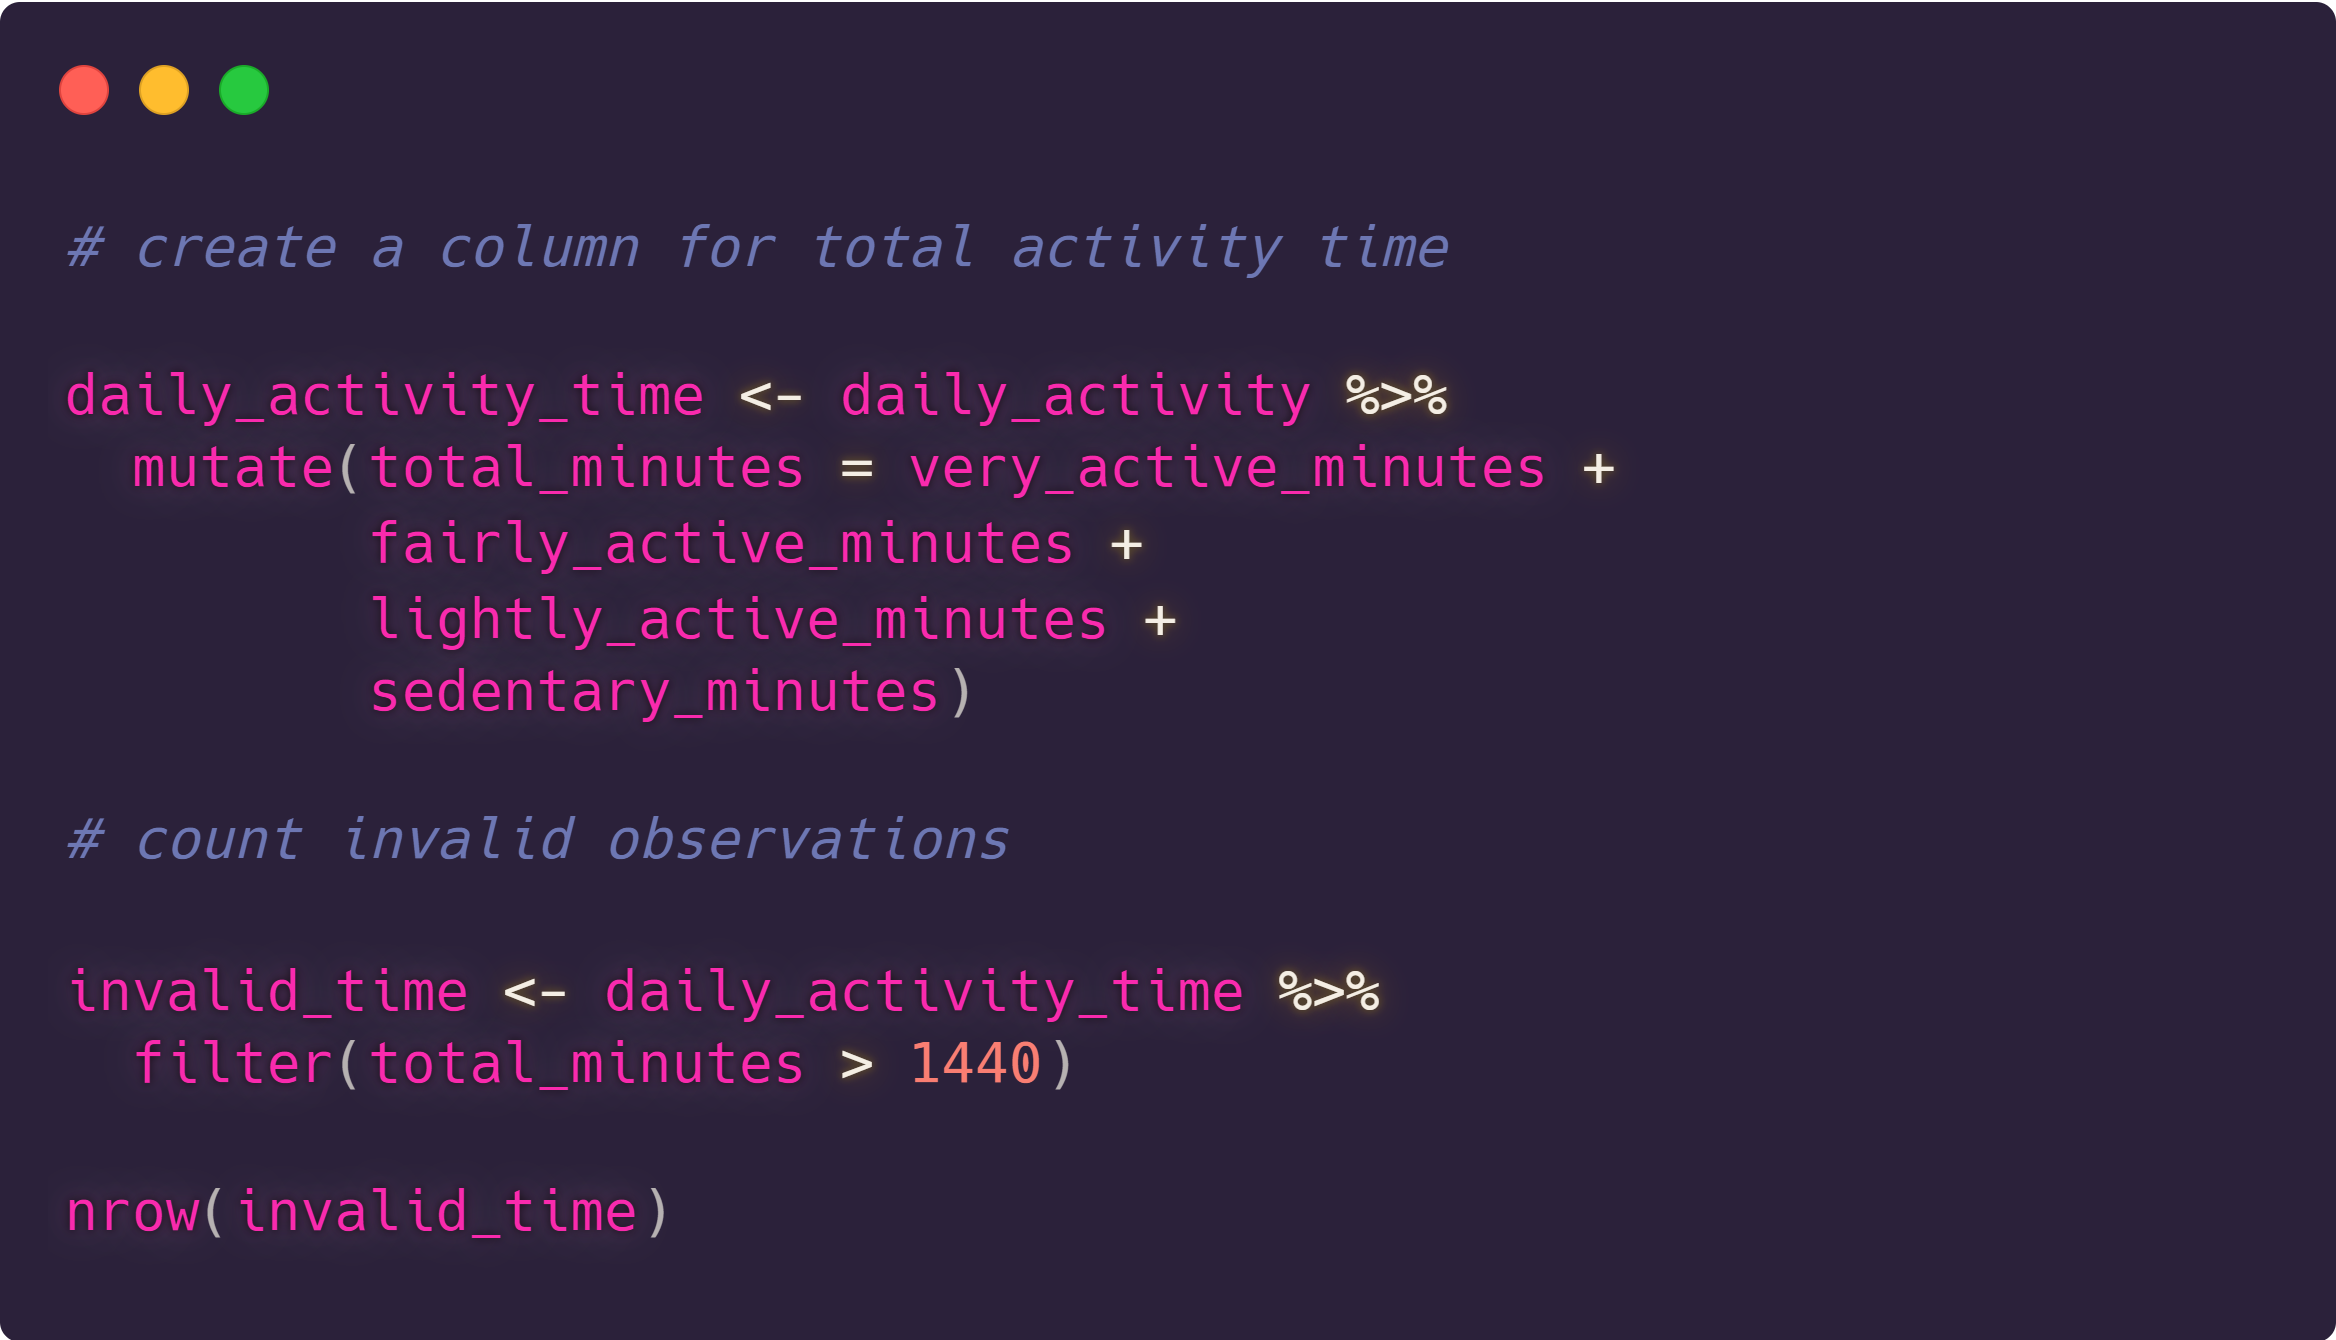 # create a column for total activity time
daily_activity_time <- daily_activity %>%
  mutate(total_minutes = very_active_minutes +
         fairly_active_minutes +
         lightly_active_minutes +
         sedentary_minutes)
# count invalid observations
invalid_time <- daily_activity_time %>%
  filter(total_minutes > 1440)
nrow(invalid_time)